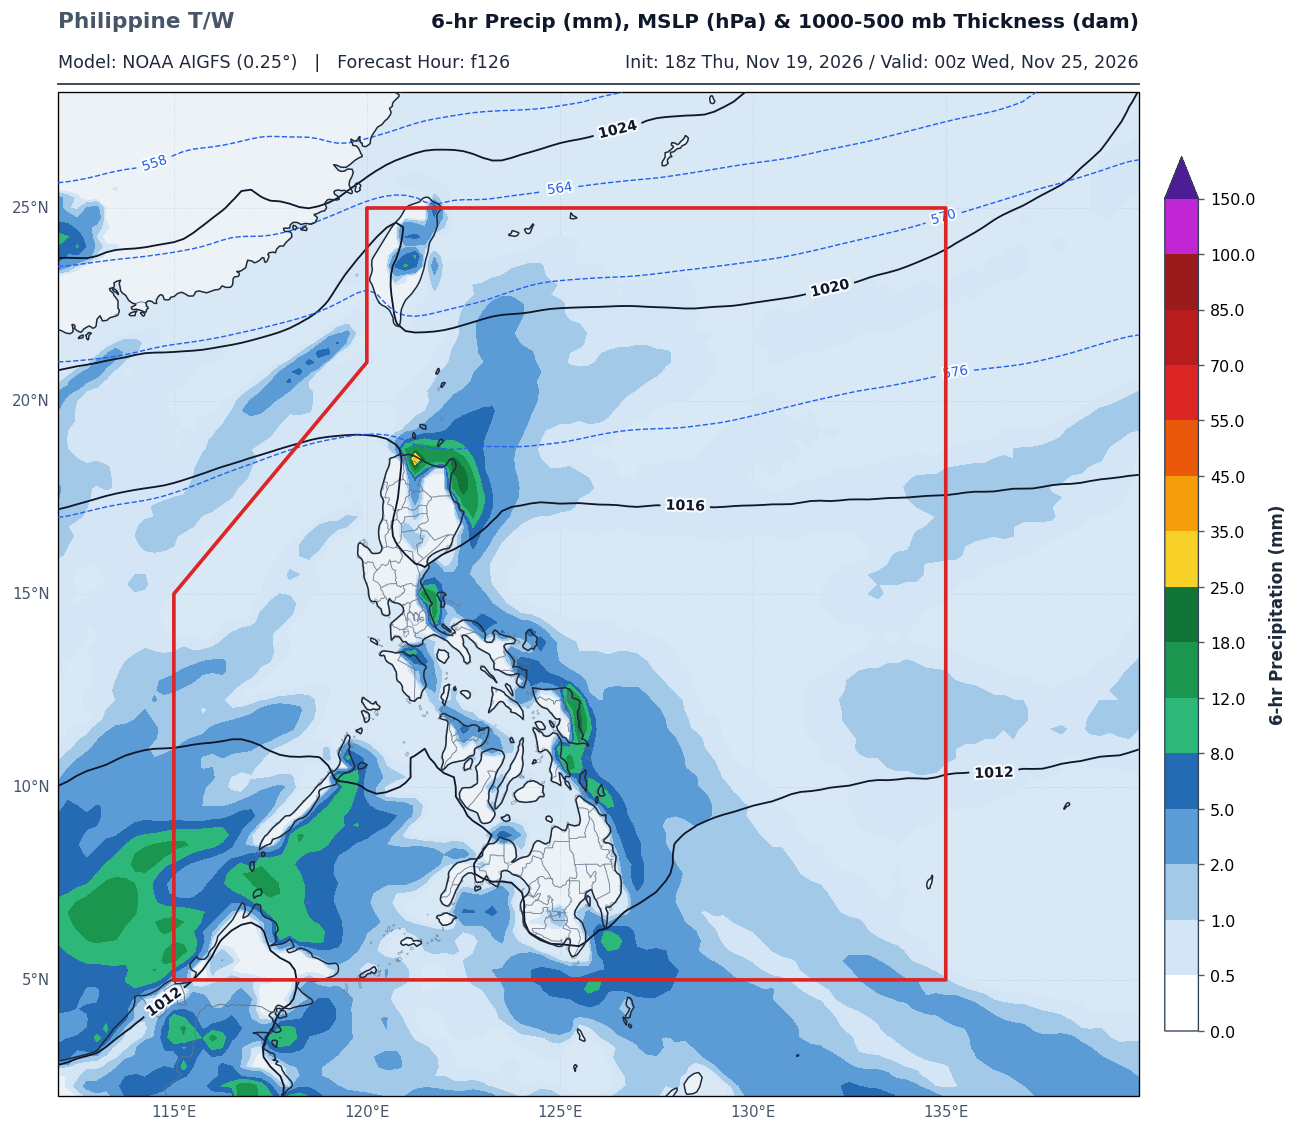 Philippine T/W
6-hr Precip (mm), MSLP (hPa) & 1000-500 mb Thickness (dam)
Model: NOAA AIGFS (0.25°) | Forecast Hour: f126
Init: 18z Thu, Nov 19, 2026 / Valid: 00z Wed, Nov 25, 2026
1024
558
564
570
1020
576
1016
1012
1012
25°N
20°N
15°N
10°N
5°N
115°E
120°E
125°E
130°E
135°E
150.0
100.0
85.0
70.0
55.0
45.0
35.0
25.0
18.0
12.0
8.0
5.0
2.0
1.0
0.5
0.0
6-hr Precipitation (mm)